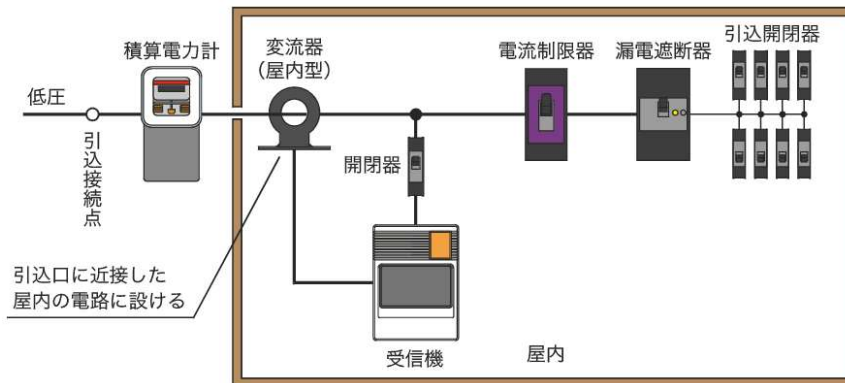 積算電力計
変流器
（屋内型）
電流制限器
漏電遮断器
引込開閉器
低圧
引込接続点
開閉器
引込口に近接した
屋内の電路に設ける
受信機
屋内